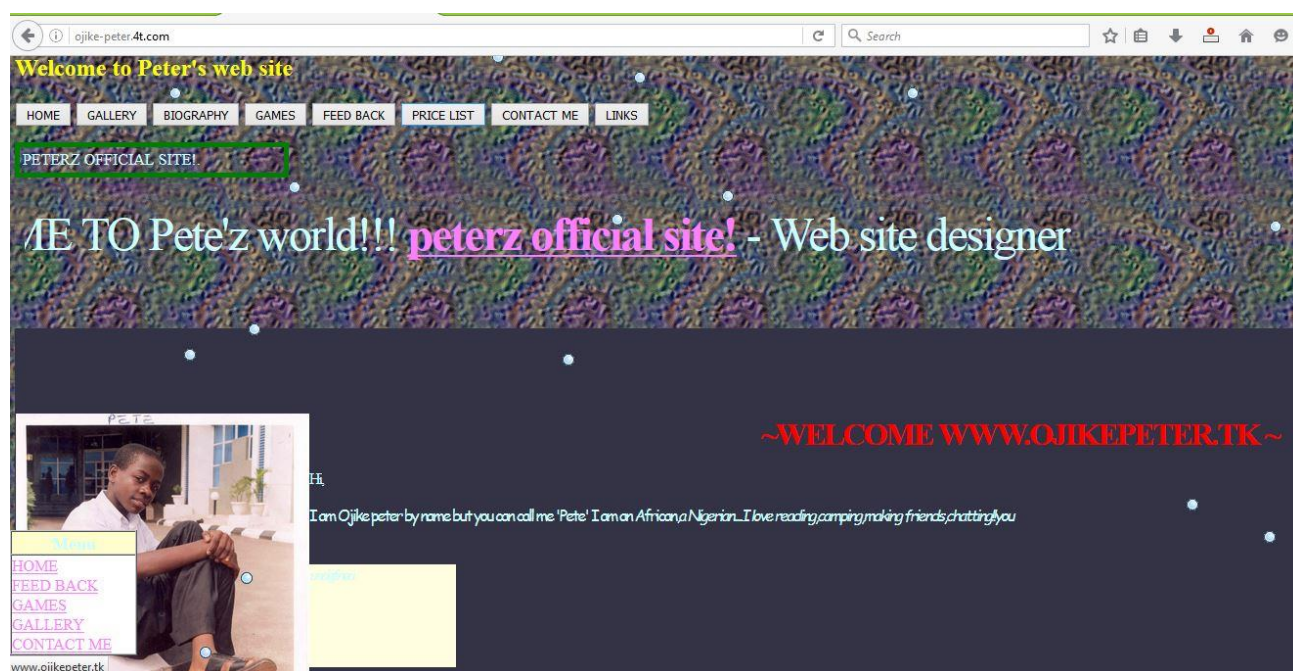 ojike-peter.4t.com
Search
Welcome to Peter's web site
HOME GALLERY BIOGRAPHY GAMES FEED BACK PRICE LIST CONTACT ME LINKS
PETERZ OFFICIAL SITE!.
ME TO Pete'z world!!! peterz official site! - Web site designer
PETE
~WELCOME WWW.OJIKEPETER.TK ~
Hi,
I am Ojike peter by name but you can call me 'Pete' I am an African,a Nigerian...I love reading,camping,making friends,chatting!you
Menu
HOME
FEED BACK
GAMES
GALLERY
CONTACT ME
www.ojikepeter.tk